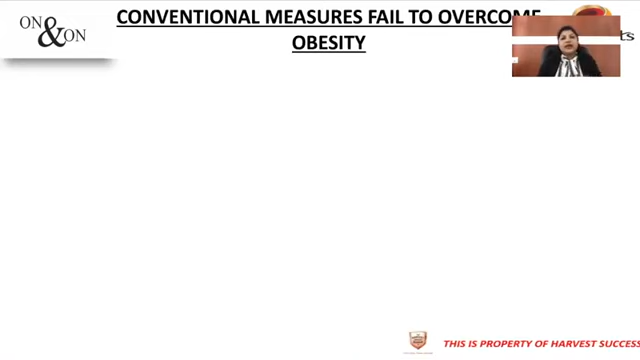 ON
&
ON
CONVENTIONAL MEASURES FAIL TO OVERCOME
OBESITY
THIS IS PROPERTY OF HARVEST SUCCESS